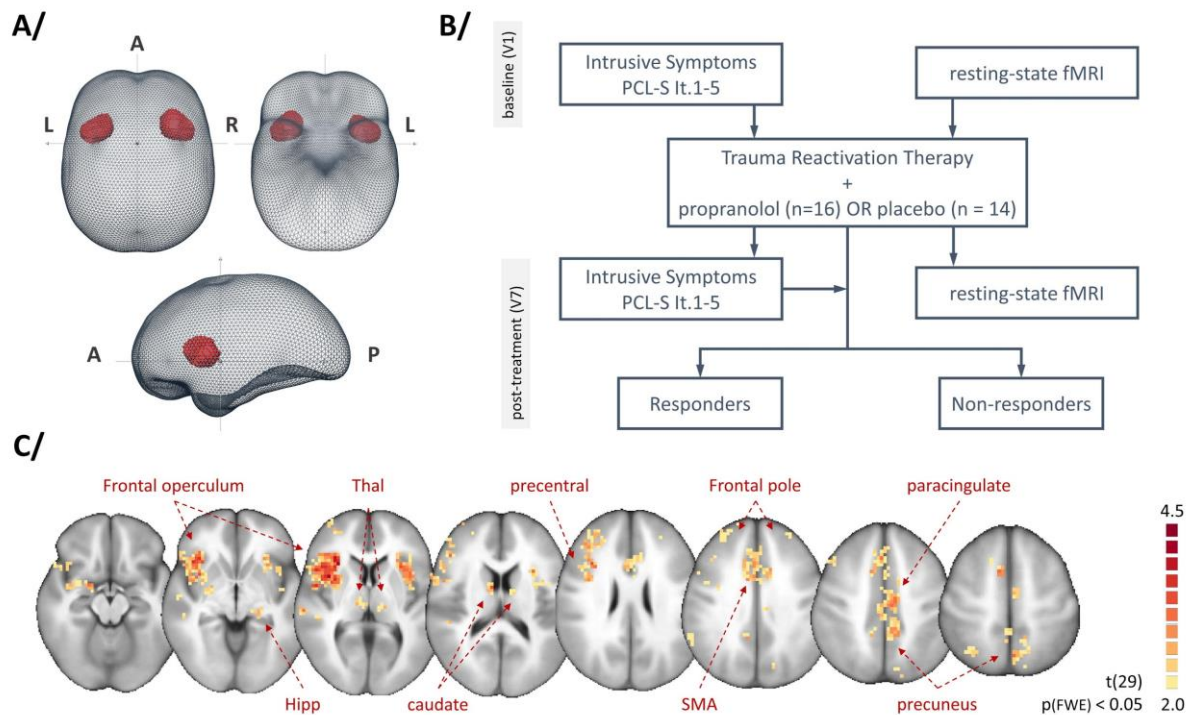 A/
A
L
R
L
A
P
B/
baseline (V1)
Intrusive Symptoms
PCL-S It.1-5
resting-state fMRI
Trauma Reactivation Therapy
+
propranolol (n=16) OR placebo (n = 14)
post-treatment (V7)
Intrusive Symptoms
PCL-S It.1-5
resting-state fMRI
Responders
Non-responders
C/
Frontal operculum
Thal
precentral
Frontal pole
paracingulate
Hipp
caudate
SMA
precuneus
4.5
t(29)
p(FWE) < 0.05
2.0